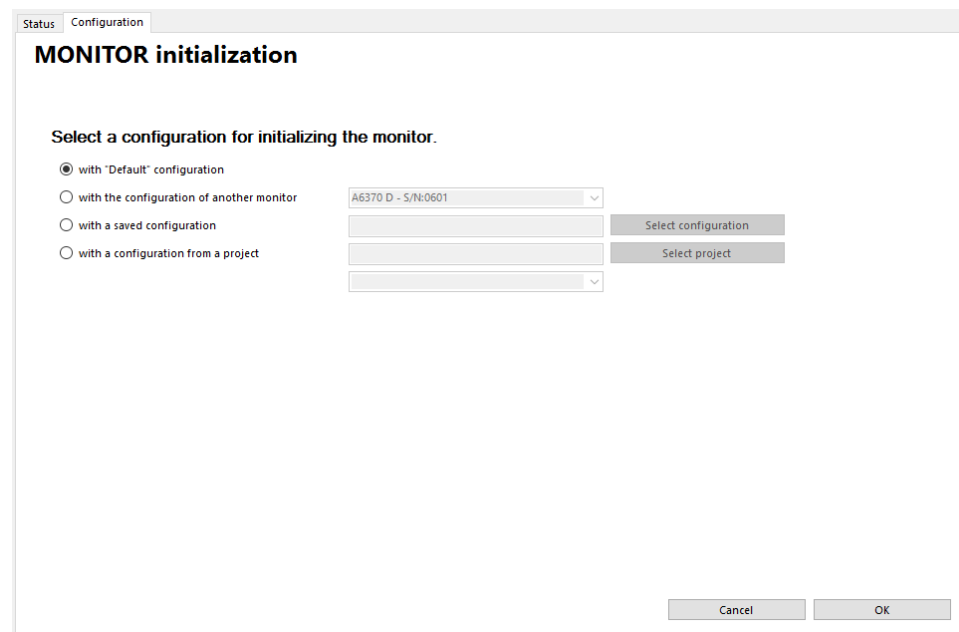 Status Configuration
MONITOR initialization
Select a configuration for initializing the monitor.
with "Default" configuration
with the configuration of another monitor A6370 D - S/N:0601
with a saved configuration Select configuration
with a configuration from a project Select project
Cancel OK